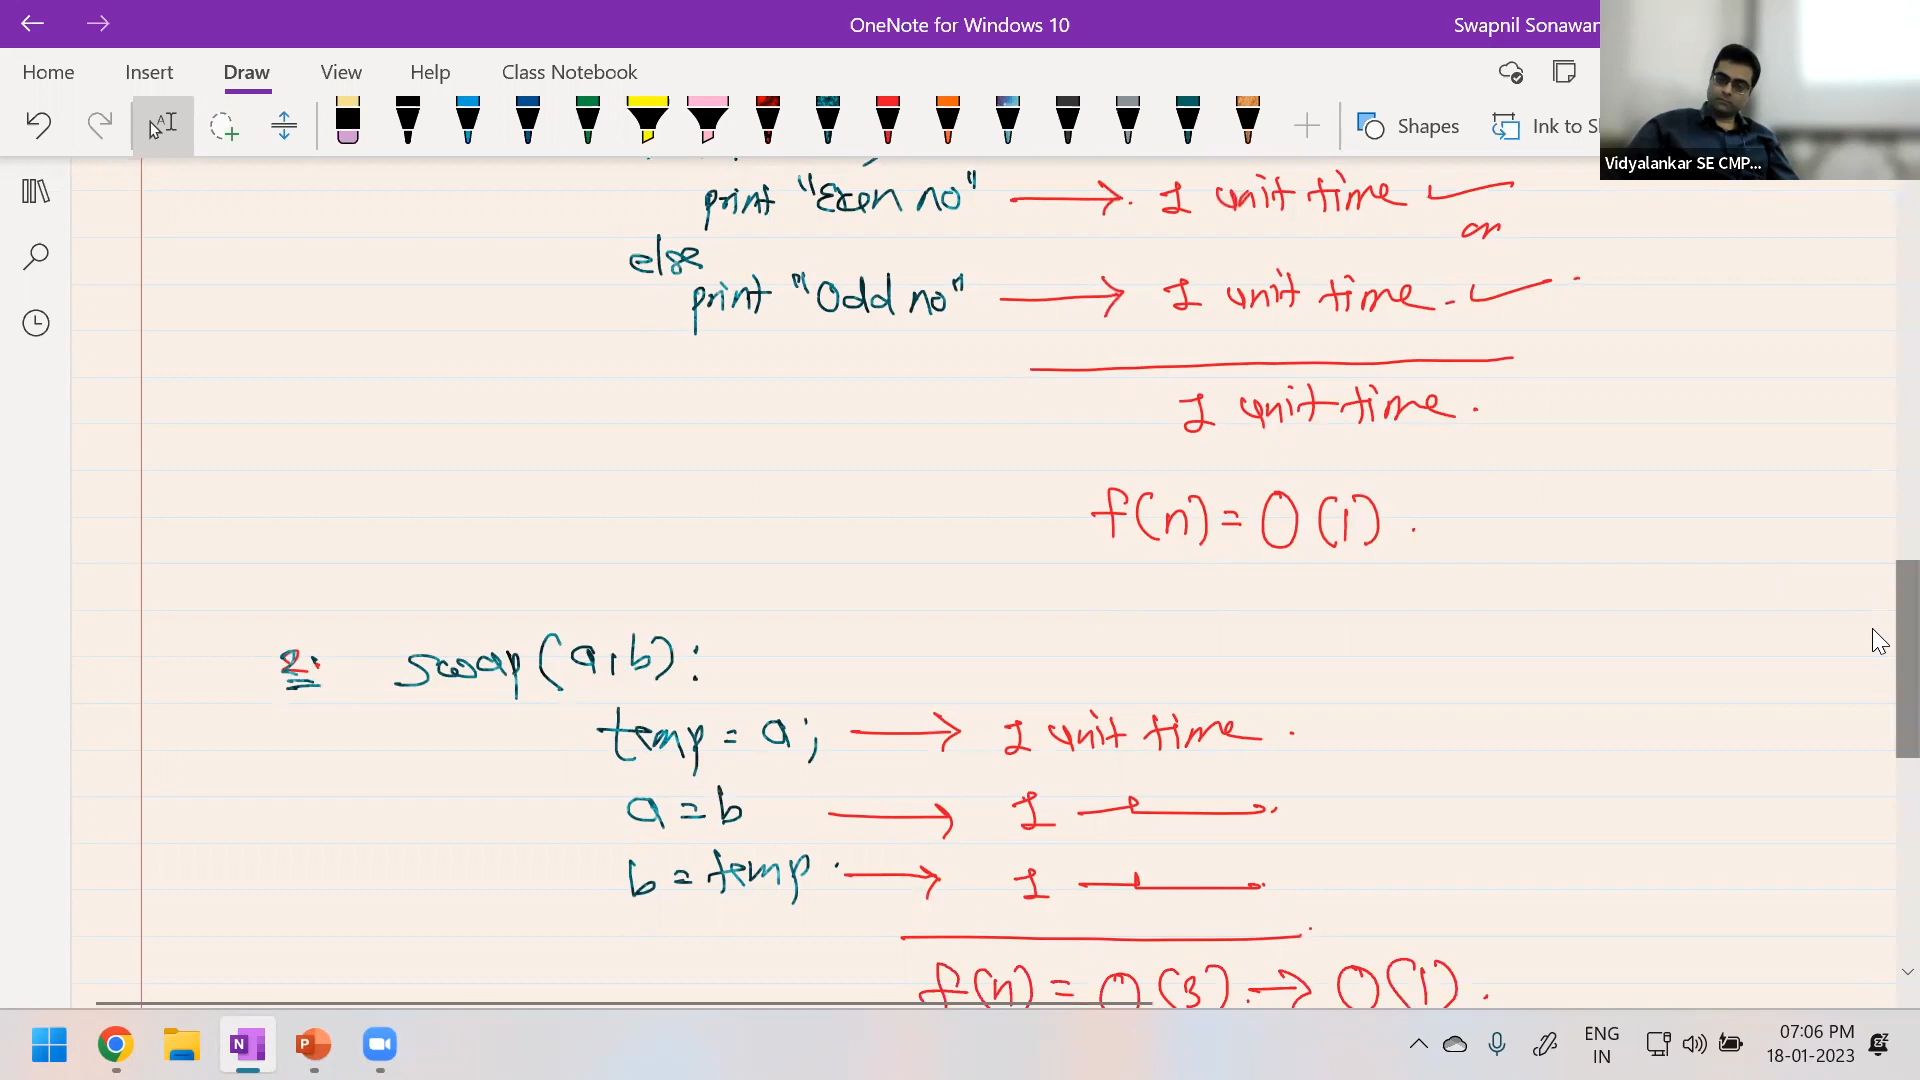 OneNote for Windows 10
Swapnil Sonawan
Home Insert Draw View Help Class Notebook
Shapes Ink to S
Vidyalankar SE CMP...
print "Even no" → 1 unit time
or
else
print "Odd no" → 1 unit time.
1 unit time.
f(n) = O(1).
2. swap(a,b):
temp = a; → 1 unit time.
a = b → 1
b = temp → 1
f(n) = O(3) → O(1).
ENG
IN
07:06 PM
18-01-2023